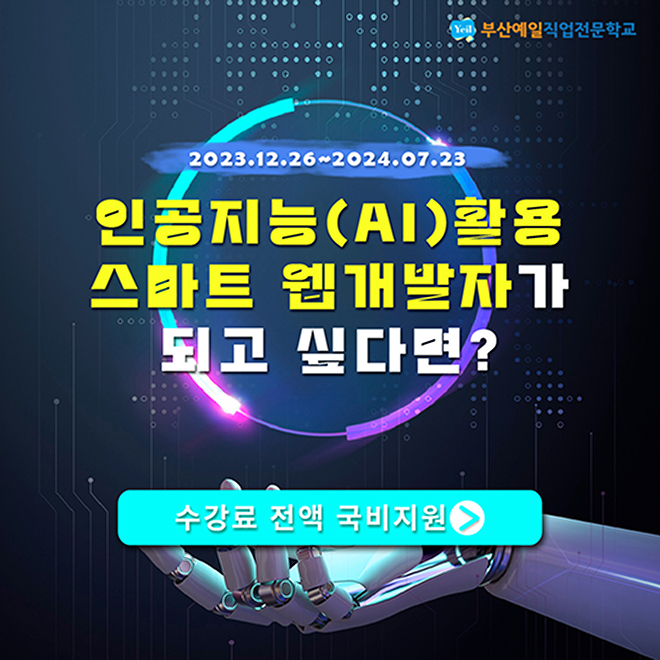 Yeil 부산예일직업전문학교
2023.12.26~2024.07.23
인공지능(AI)활용
스마트 웹개발자가
되고 싶다면?
수강료 전액 국비지원